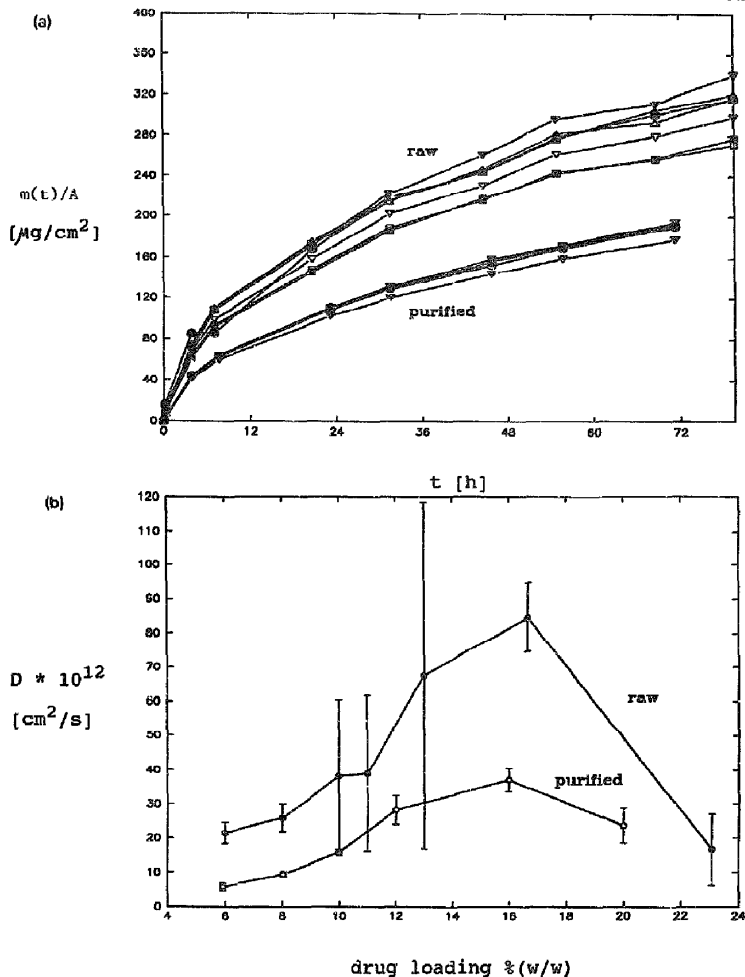 (a)
400
360
320
280
240
200
160
120
80
40
0
m(t)/A
[µg/cm²]
raw
purified
0 12 24 36 48 60 72
t [h]
(b)
120
110
100
90
80
70
60
50
40
30
20
10
0
D * 10¹²
[cm²/s]
raw
purified
4 6 8 10 12 14 16 18 20 22 24
drug loading %(w/w)